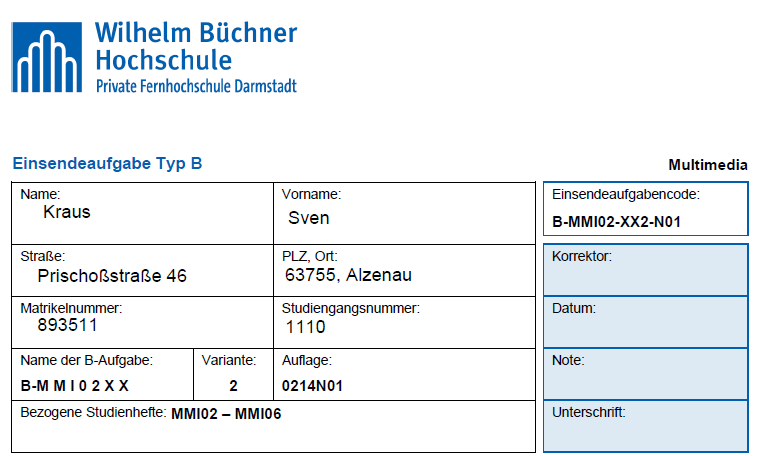 Wilhelm Büchner
Hochschule
Private Fernhochschule Darmstadt
Einsendeaufgabe Typ B
Multimedia
Name:
Kraus
Vorname:
Sven
Einsendeaufgabencode:
B-MMI02-XX2-N01
Straße:
Prischoßstraße 46
PLZ, Ort:
63755, Alzenau
Korrektor:
Matrikelnummer:
893511
Studiengangsnummer:
1110
Datum:
Name der B-Aufgabe:
B-M M I 0 2 X X
Variante:
2
Auflage:
0214N01
Note:
Bezogene Studienhefte: MMI02 – MMI06
Unterschrift: